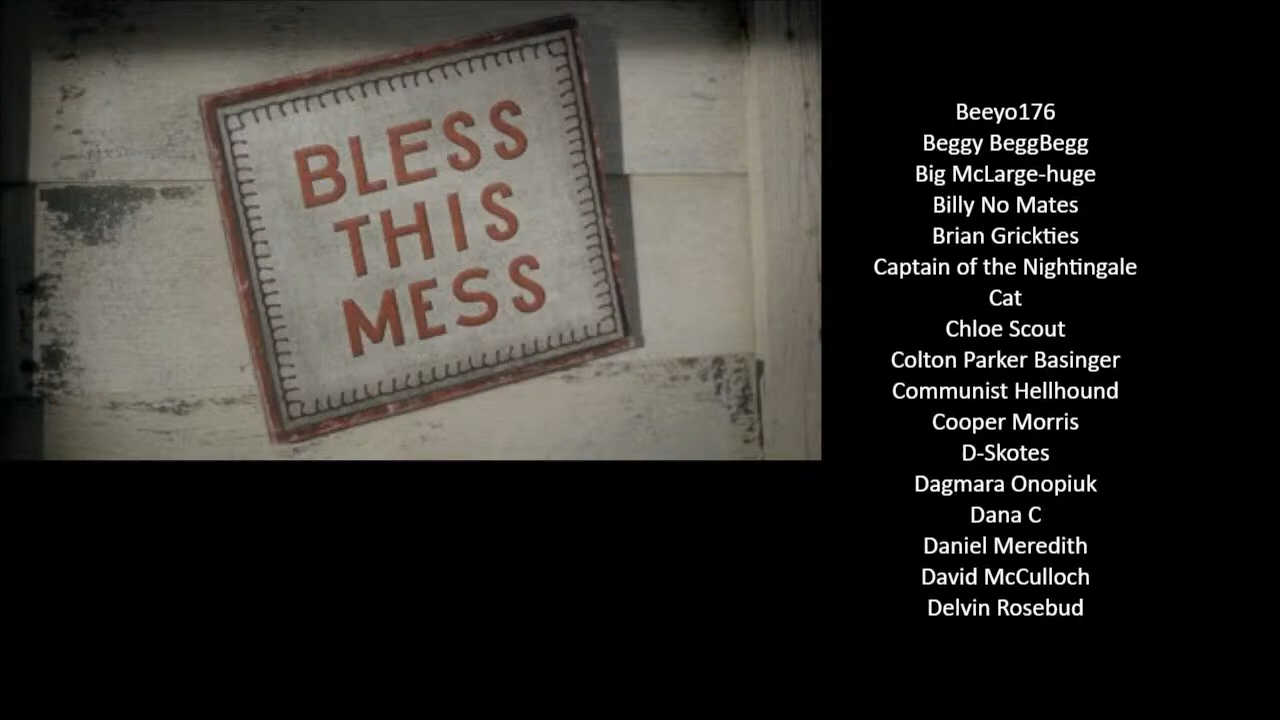 BLESS
THIS
MESS
Beeyo176
Beggy BeggBegg
Big McLarge-huge
Billy No Mates
Brian Grickties
Captain of the Nightingale
Cat
Chloe Scout
Colton Parker Basinger
Communist Hellhound
Cooper Morris
D-Skotes
Dagmara Onopiuk
Dana C
Daniel Meredith
David McCulloch
Delvin Rosebud